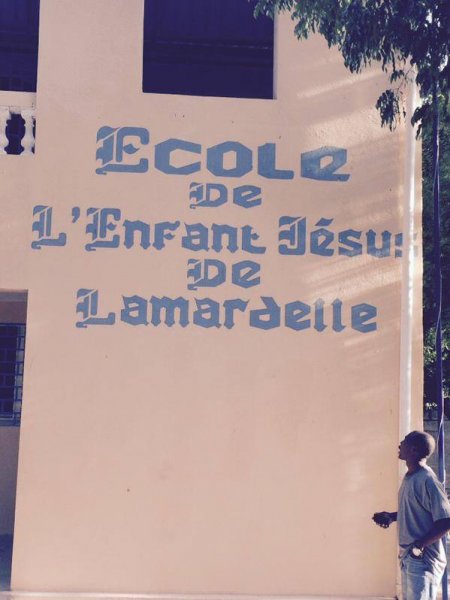 Ecole
De
L'Enfant Jésus
De
Lamardelle